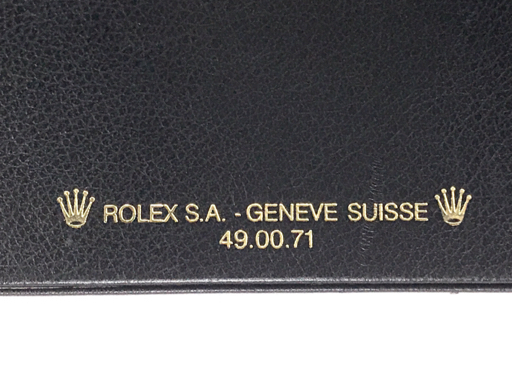 ROLEX S.A. - GENEVE SUISSE
49.00.71